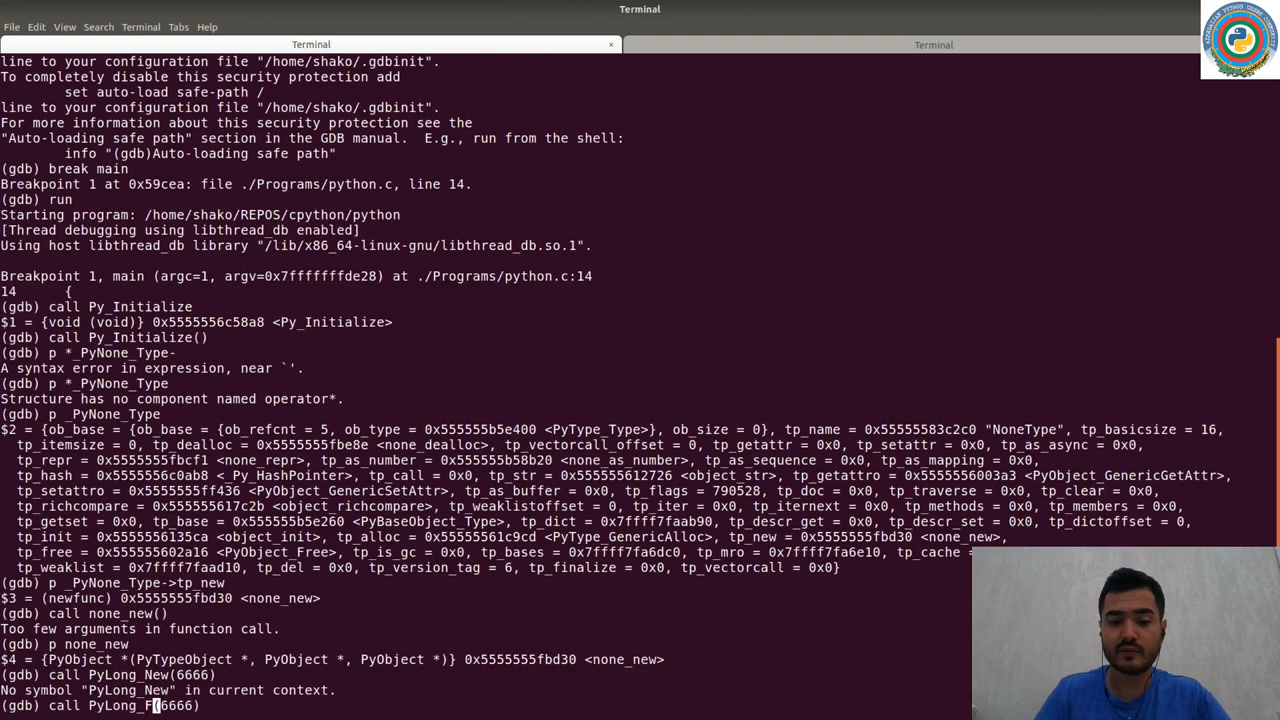 Terminal
File Edit View Search Terminal Tabs Help
Terminal × Terminal
line to your configuration file "/home/shako/.gdbinit".
To completely disable this security protection add
set auto-load safe-path /
line to your configuration file "/home/shako/.gdbinit".
For more information about this security protection see the
"Auto-loading safe path" section in the GDB manual.  E.g., run from the shell:
info "(gdb)Auto-loading safe path"
(gdb) break main
Breakpoint 1 at 0x59cea: file ./Programs/python.c, line 14.
(gdb) run
Starting program: /home/shako/REPOS/cpython/python
[Thread debugging using libthread_db enabled]
Using host libthread_db library "/lib/x86_64-linux-gnu/libthread_db.so.1".
Breakpoint 1, main (argc=1, argv=0x7fffffffde28) at ./Programs/python.c:14
14      {
(gdb) call Py_Initialize
$1 = {void (void)} 0x5555556c58a8 <Py_Initialize>
(gdb) call Py_Initialize()
(gdb) p *_PyNone_Type-
A syntax error in expression, near `'.
(gdb) p *_PyNone_Type
Structure has no component named operator*.
(gdb) p _PyNone_Type
$2 = {ob_base = {ob_base = {ob_refcnt = 5, ob_type = 0x555555b5e400 <PyType_Type>}, ob_size = 0}, tp_name = 0x55555583c2c0 "NoneType", tp_basicsize = 16,
tp_itemsize = 0, tp_dealloc = 0x5555555fbe8e <none_dealloc>, tp_vectorcall_offset = 0, tp_getattr = 0x0, tp_setattr = 0x0, tp_as_async = 0x0,
tp_repr = 0x5555555fbcf1 <none_repr>, tp_as_number = 0x555555b58b20 <none_as_number>, tp_as_sequence = 0x0, tp_as_mapping = 0x0,
tp_hash = 0x5555556c0ab8 <_Py_HashPointer>, tp_call = 0x0, tp_str = 0x555555612726 <object_str>, tp_getattro = 0x5555556003a3 <PyObject_GenericGetAttr>,
tp_setattro = 0x5555555ff436 <PyObject_GenericSetAttr>, tp_as_buffer = 0x0, tp_flags = 790528, tp_doc = 0x0, tp_traverse = 0x0, tp_clear = 0x0,
tp_richcompare = 0x555555617c2b <object_richcompare>, tp_weaklistoffset = 0, tp_iter = 0x0, tp_iternext = 0x0, tp_methods = 0x0, tp_members = 0x0,
tp_getset = 0x0, tp_base = 0x555555b5e260 <PyBaseObject_Type>, tp_dict = 0x7ffff7faab90, tp_descr_get = 0x0, tp_descr_set = 0x0, tp_dictoffset = 0,
tp_init = 0x5555556135ca <object_init>, tp_alloc = 0x55555561c9cd <PyType_GenericAlloc>, tp_new = 0x5555555fbd30 <none_new>,
tp_free = 0x555555602a16 <PyObject_Free>, tp_is_gc = 0x0, tp_bases = 0x7ffff7fa6dc0, tp_mro = 0x7ffff7fa6e10, tp_cache =
tp_weaklist = 0x7ffff7faad10, tp_del = 0x0, tp_version_tag = 6, tp_finalize = 0x0, tp_vectorcall = 0x0}
(gdb) p _PyNone_Type->tp_new
$3 = (newfunc) 0x5555555fbd30 <none_new>
(gdb) call none_new()
Too few arguments in function call.
(gdb) p none_new
$4 = {PyObject *(PyTypeObject *, PyObject *, PyObject *)} 0x5555555fbd30 <none_new>
(gdb) call PyLong_New(6666)
No symbol "PyLong_New" in current context.
(gdb) call PyLong_F(6666)